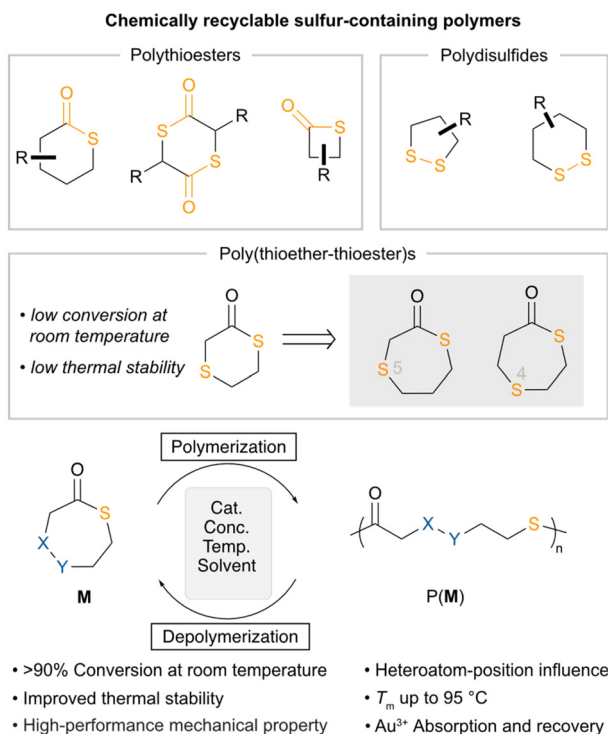 Chemically recyclable sulfur-containing polymers
Polythioesters
Polydisulfides
O
S
R
O
S
R
R
S
O
O
S
R
R
S
S
R
S
S
Poly(thioether-thioester)s
• low conversion at
room temperature
• low thermal stability
O
S
S
O
S
S
5
O
S
S
4
Polymerization
Cat.
Conc.
Temp.
Solvent
Depolymerization
O
S
X
Y
M
O
X
Y
S
n
P(M)
• >90% Conversion at room temperature
• Improved thermal stability
• High-performance mechanical property
• Heteroatom-position influence
• Tm up to 95 °C
• Au³⁺ Absorption and recovery